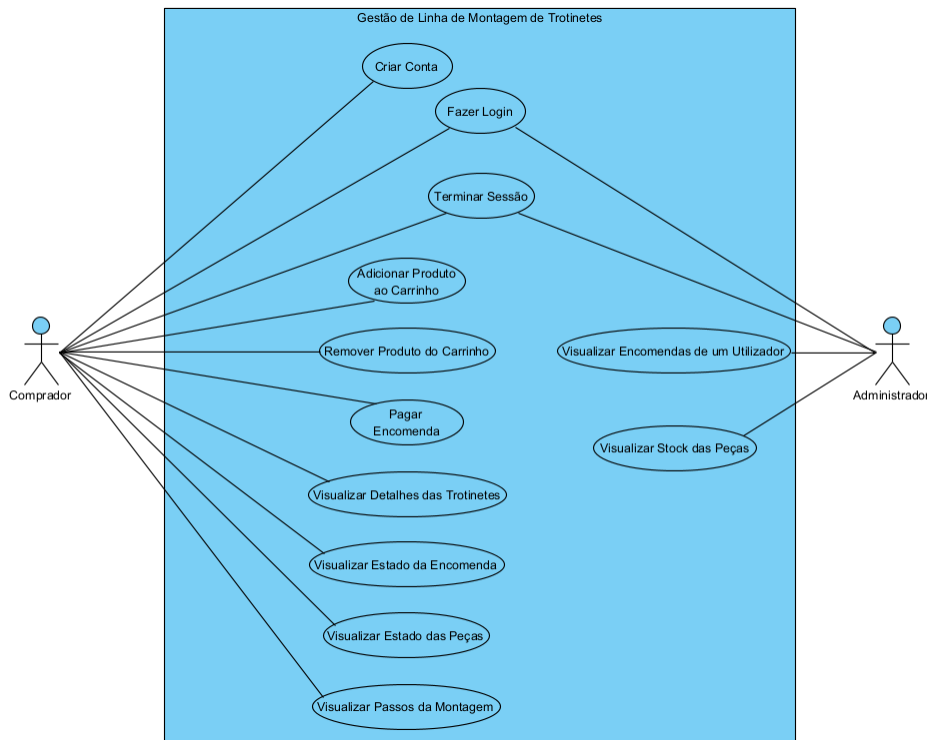 Gestão de Linha de Montagem de Trotinetes
Criar Conta
Fazer Login
Terminar Sessão
Adicionar Produto
ao Carrinho
Remover Produto do Carrinho
Visualizar Encomendas de um Utilizador
Comprador
Administrador
Pagar
Encomenda
Visualizar Stock das Peças
Visualizar Detalhes das Trotinetes
Visualizar Estado da Encomenda
Visualizar Estado das Peças
Visualizar Passos da Montagem